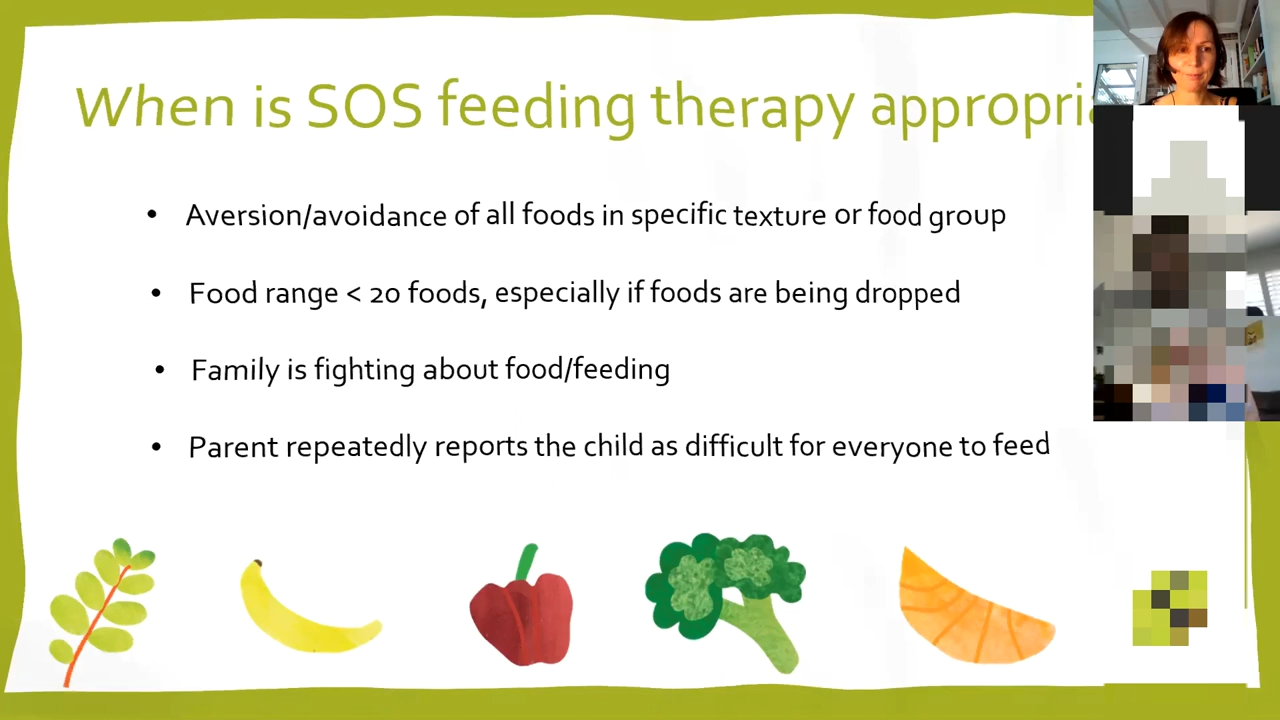 When is SOS feeding therapy appropria
• Aversion/avoidance of all foods in specific texture or food group
• Food range < 20 foods, especially if foods are being dropped
• Family is fighting about food/feeding
• Parent repeatedly reports the child as difficult for everyone to feed